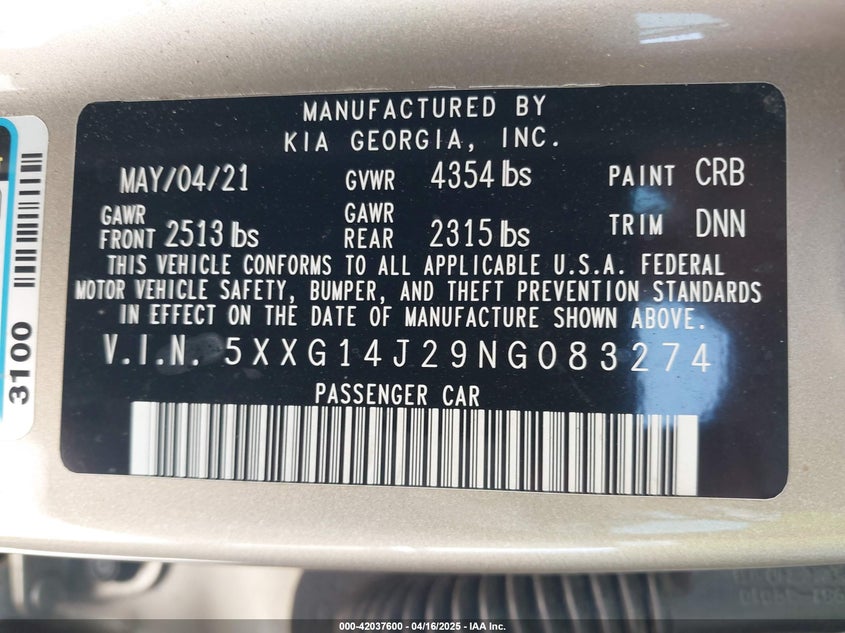 MANUFACTURED BY
KIA GEORGIA, INC.
MAY/04/21 GVWR 4354 lbs PAINT CRB
GAWR FRONT 2513 lbs GAWR REAR 2315 lbs TRIM DNN
THIS VEHICLE CONFORMS TO ALL APPLICABLE U.S.A. FEDERAL
MOTOR VEHICLE SAFETY, BUMPER, AND THEFT PREVENTION STANDARDS
IN EFFECT ON THE DATE OF MANUFACTURE SHOWN ABOVE.
V.I.N. 5XXG14J29NG083274
PASSENGER CAR
3100
000-42037600 - 04/16/2025 - IAA Inc.